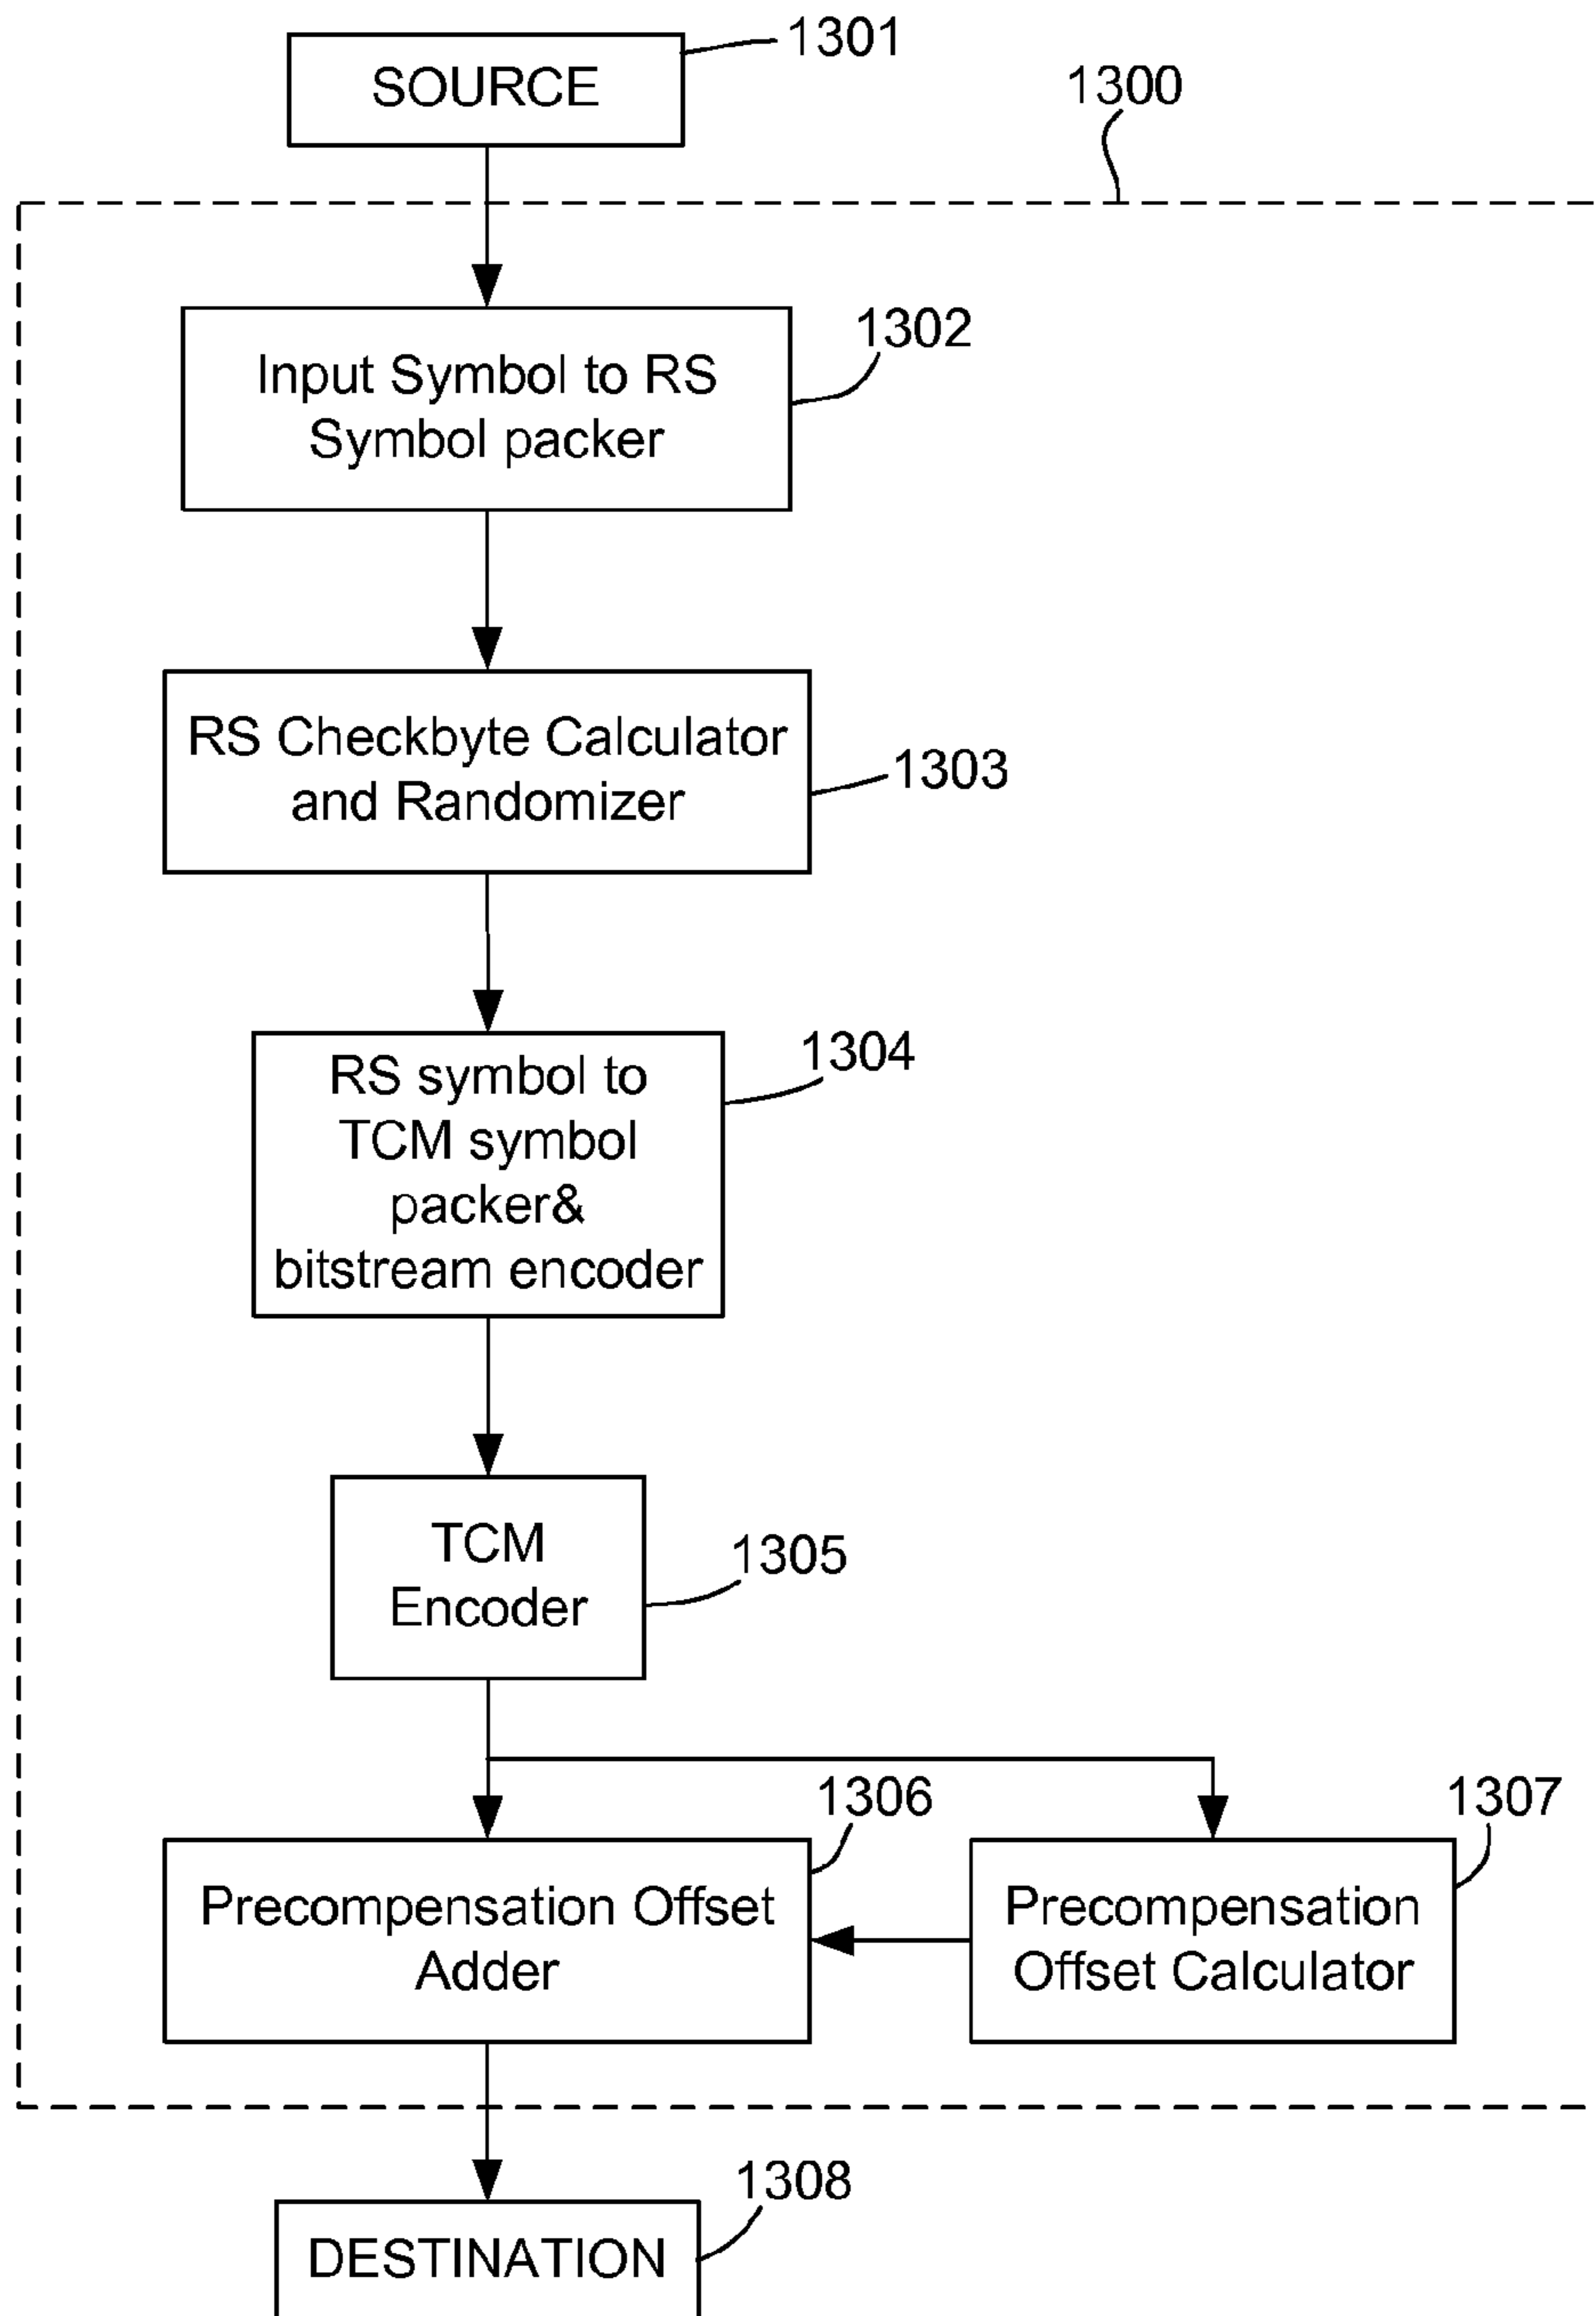 1301
SOURCE
1300
1302
Input Symbol to RS
Symbol packer
RS Checkbyte Calculator
and Randomizer
1303
1304
RS symbol to
TCM symbol
packer&
bitstream encoder
TCM
Encoder
1305
1306
1307
Precompensation Offset
Adder
Precompensation
Offset Calculator
1308
DESTINATION